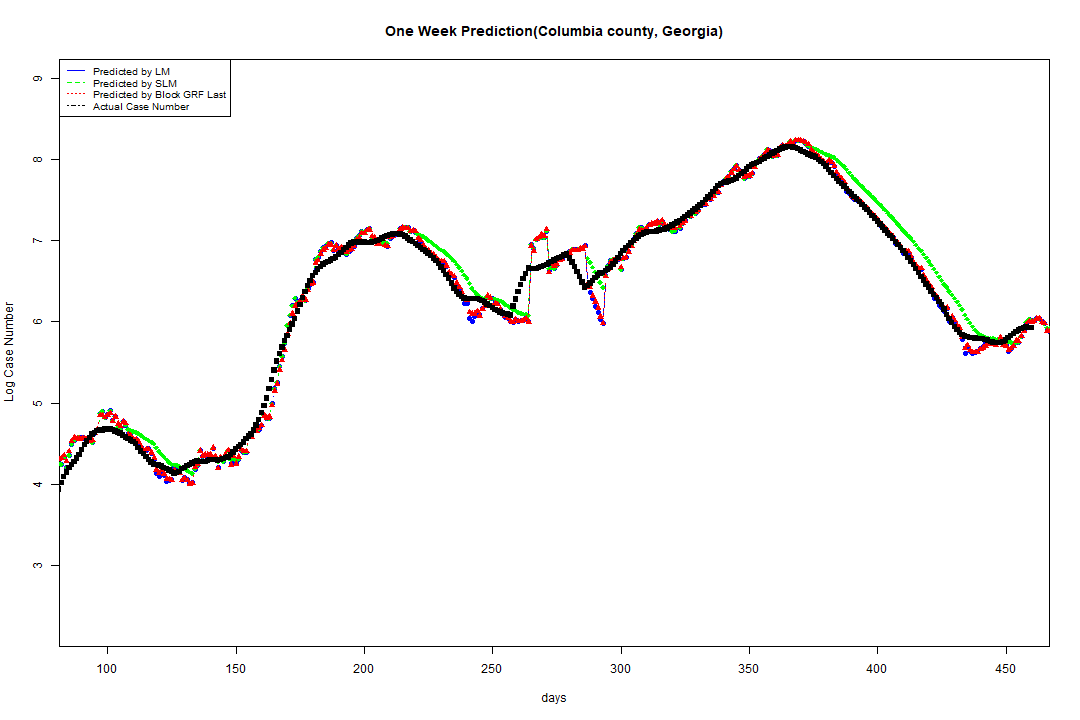 One Week Prediction(Columbia county, Georgia)
Predicted by LM
Predicted by SLM
Predicted by Block GRF Last
Actual Case Number
Log Case Number
9
8
7
6
5
4
3
100 150 200 250 300 350 400 450
days